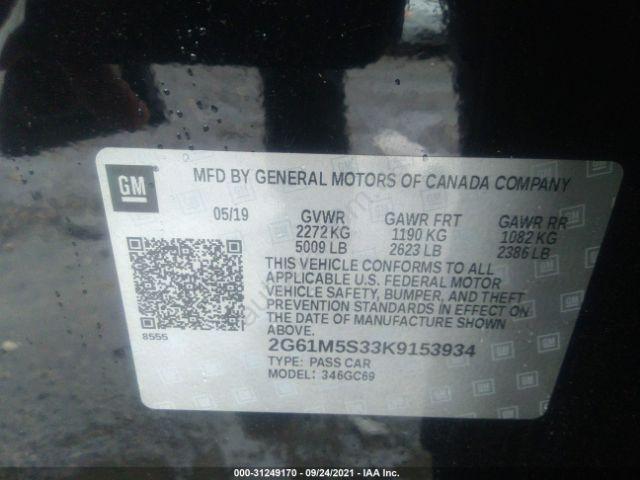 GM
MFD BY GENERAL MOTORS OF CANADA COMPANY
05/19 GVWR GAWR FRT GAWR RR
2272 KG 1190 KG 1082 KG
5009 LB 2623 LB 2386 LB
THIS VEHICLE CONFORMS TO ALL
APPLICABLE U.S. FEDERAL MOTOR
VEHICLE SAFETY, BUMPER, AND THEFT
PREVENTION STANDARDS IN EFFECT ON
THE DATE OF MANUFACTURE SHOWN
ABOVE.
8555
2G61M5S33K9153934
TYPE: PASS CAR
MODEL: 346GC69
000-31249170 - 09/24/2021 - IAA Inc.